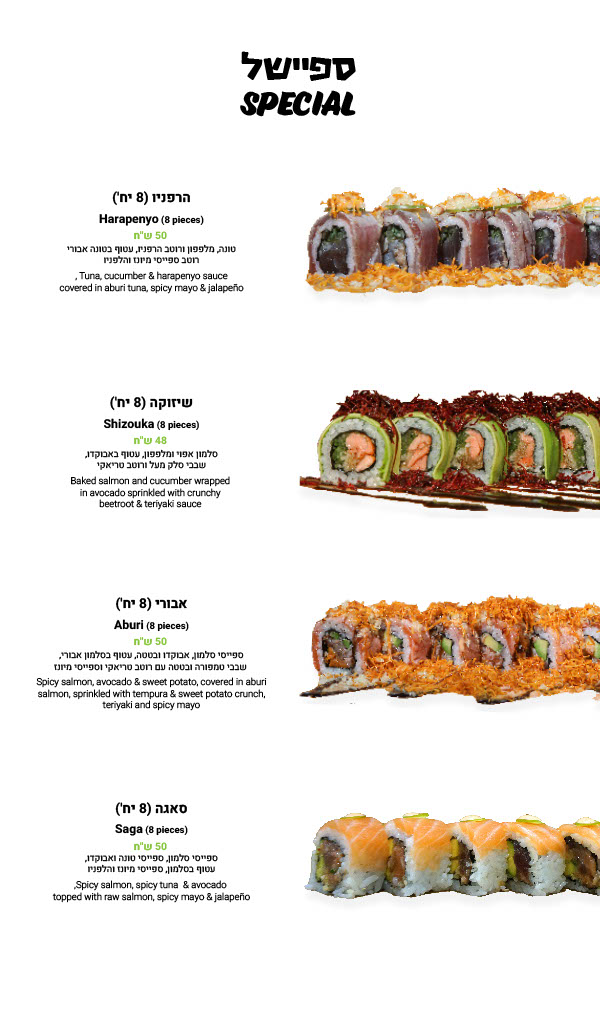 ספיישל
SPECIAL
הרפניו (8 יח')
Harapenyo (8 pieces)
50 ש"ח
טונה, מלפפון ורוטב הרפניו, עטוף בטונה אבורי
רוטב ספייסי מיונז והלפניו
, Tuna, cucumber & harapenyo sauce
covered in aburi tuna, spicy mayo & jalapeño
שיזוקה (8 יח')
Shizouka (8 pieces)
48 ש"ח
סלמון אפוי ומלפפון, עטוף באבוקדו,
שבבי סלק מעל ורוטב טריאקי
Baked salmon and cucumber wrapped
in avocado sprinkled with crunchy
beetroot & teriyaki sauce
אבורי (8 יח')
Aburi (8 pieces)
50 ש"ח
ספייסי סלמון, אבוקדו ובטטה, עטוף בסלמון אבורי,
שבבי טמפורה ובטטה עם רוטב טריאקי וספייסי מיונז
Spicy salmon, avocado & sweet potato, covered in aburi
salmon, sprinkled with tempura & sweet potato crunch,
teriyaki and spicy mayo
סאגה (8 יח')
Saga (8 pieces)
50 ש"ח
ספייסי סלמון, ספייסי טונה ואבוקדו,
עטוף בסלמון, ספייסי מיונז והלפניו
,Spicy salmon, spicy tuna & avocado
topped with raw salmon, spicy mayo & jalapeño